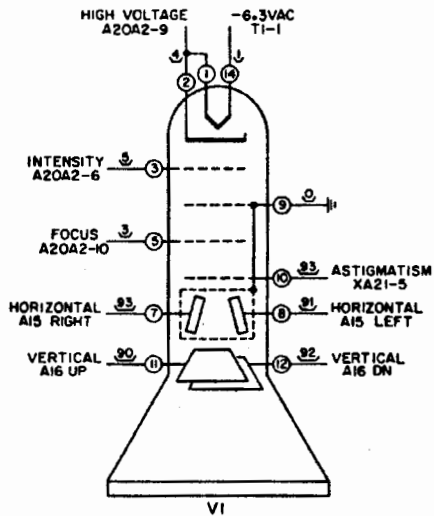 HIGH VOLTAGE
A20A2-9
-6.3VAC
T1-1
4
1
2
1
14
INTENSITY
A20A2-6
5
3
9
0
FOCUS
A20A2-10
3
5
10
93
ASTIGMATISM
XA21-5
HORIZONTAL
A15 RIGHT
93
7
8
91
HORIZONTAL
A15 LEFT
VERTICAL
A16 UP
90
11
12
92
VERTICAL
A16 DN
V1